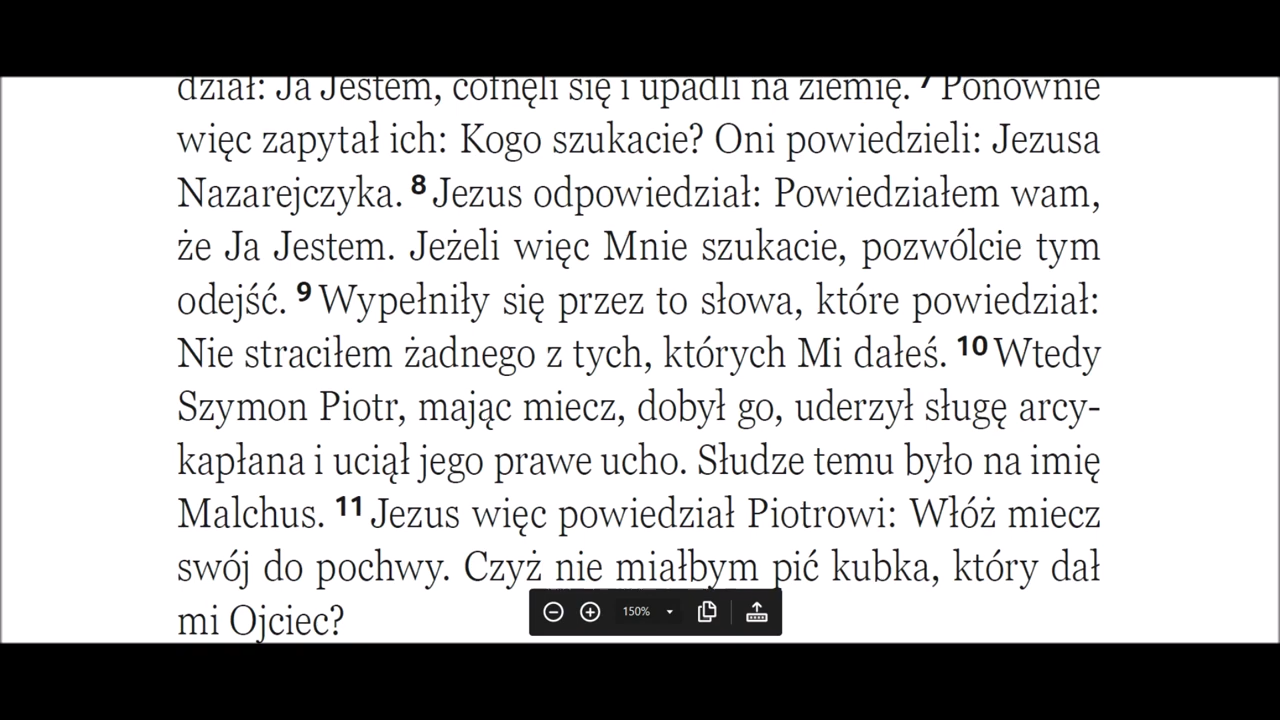 dział: Ja Jestem, cofnęli się i upadli na ziemię. 7 Ponownie
więc zapytał ich: Kogo szukacie? Oni powiedzieli: Jezusa
Nazarejczyka. 8 Jezus odpowiedział: Powiedziałem wam,
że Ja Jestem. Jeżeli więc Mnie szukacie, pozwólcie tym
odejść. 9 Wypełniły się przez to słowa, które powiedział:
Nie straciłem żadnego z tych, których Mi dałeś. 10 Wtedy
Szymon Piotr, mając miecz, dobył go, uderzył sługę arcy-
kapłana i uciął jego prawe ucho. Słudze temu było na imię
Malchus. 11 Jezus więc powiedział Piotrowi: Włóż miecz
swój do pochwy. Czyż nie miałbym pić kubka, który dał
mi Ojciec?
150%